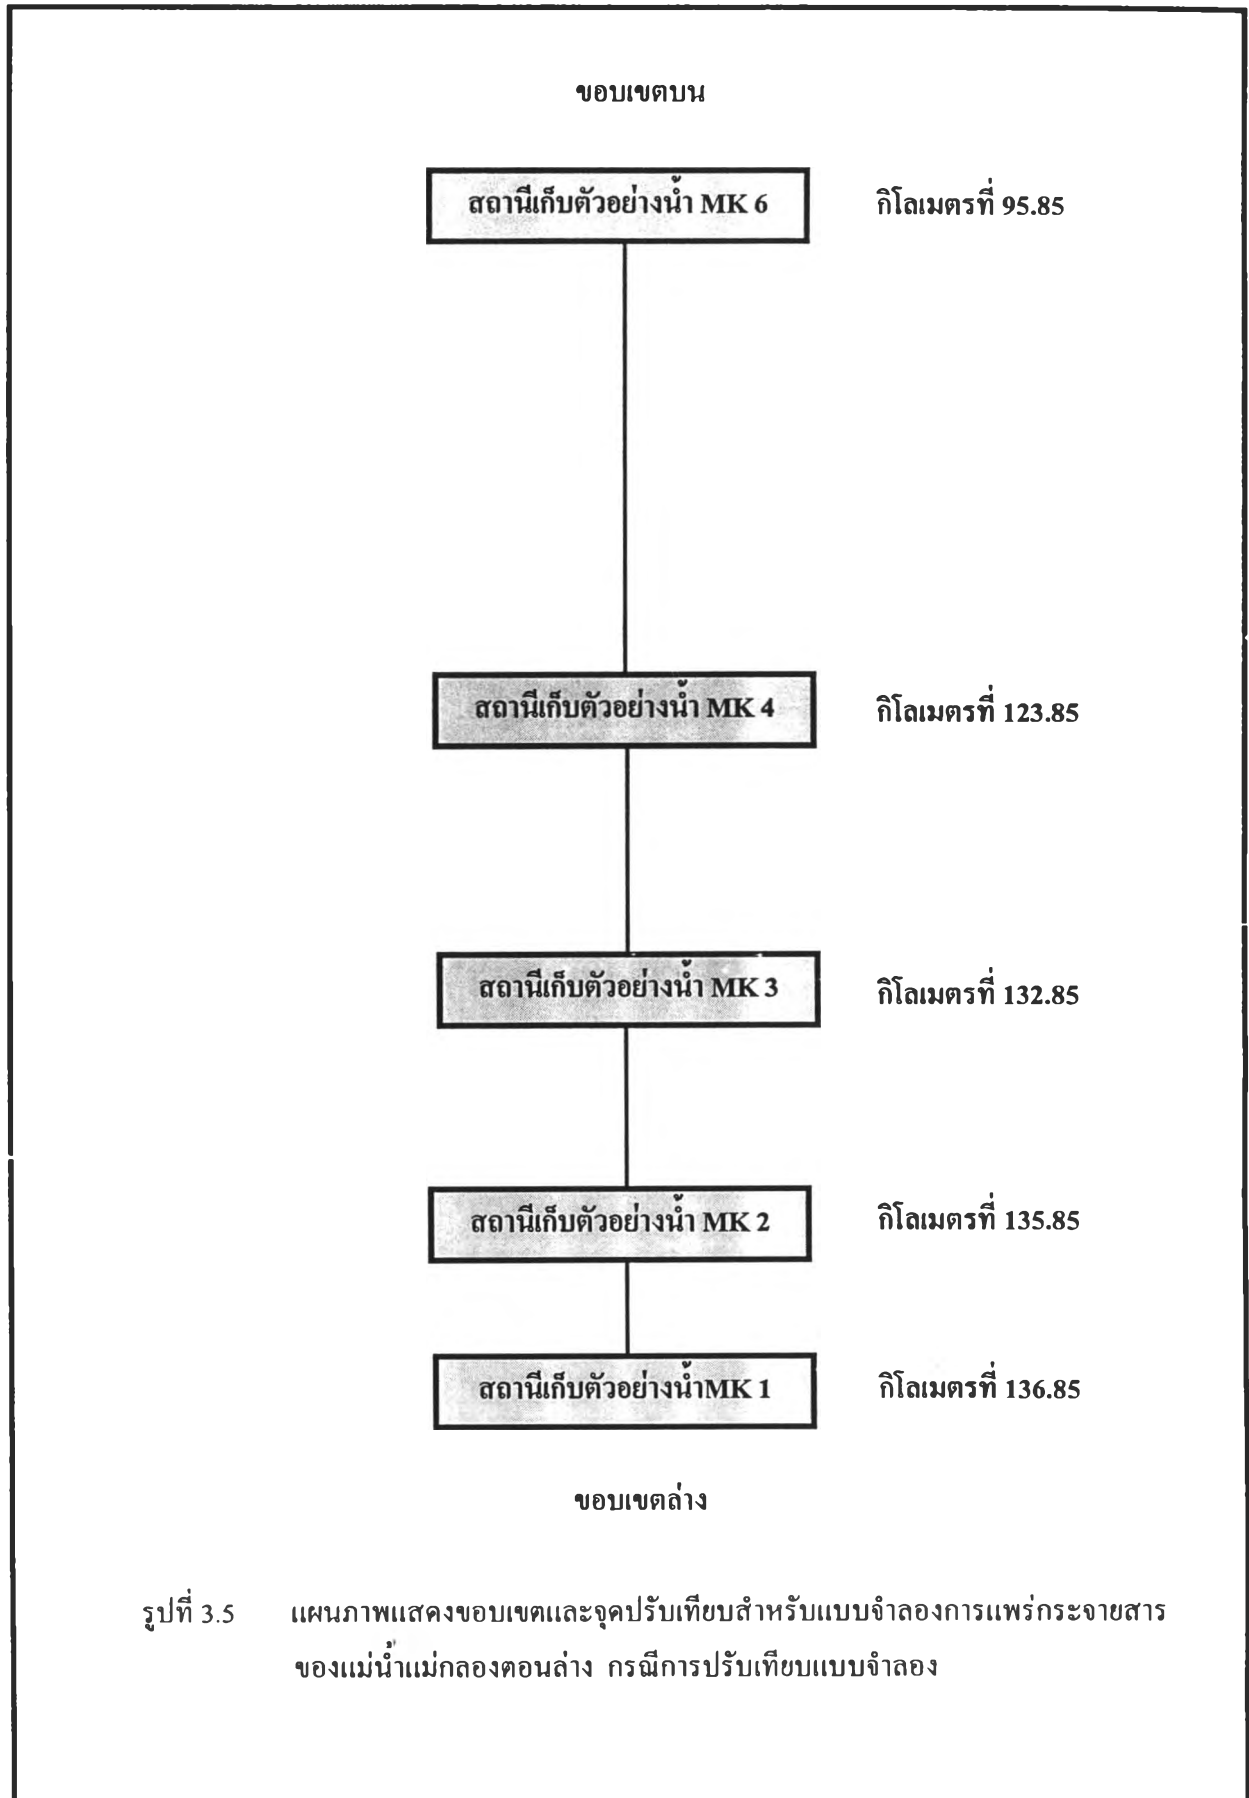 ขอบเขตบน
สถานีเก็บตัวอย่างน้ำ MK 6 กิโลเมตรที่ 95.85
สถานีเก็บตัวอย่างน้ำ MK 4 กิโลเมตรที่ 123.85
สถานีเก็บตัวอย่างน้ำ MK 3 กิโลเมตรที่ 132.85
สถานีเก็บตัวอย่างน้ำ MK 2 กิโลเมตรที่ 135.85
สถานีเก็บตัวอย่างน้ำMK 1 กิโลเมตรที่ 136.85
ขอบเขตล่าง
รูปที่ 3.5 แผนภาพแสดงขอบเขตและจุดปรับเทียบสำหรับแบบจำลองการแพร่กระจายสาร
ของแม่น้ำแม่กลองตอนล่าง กรณีการปรับเทียบแบบจำลอง